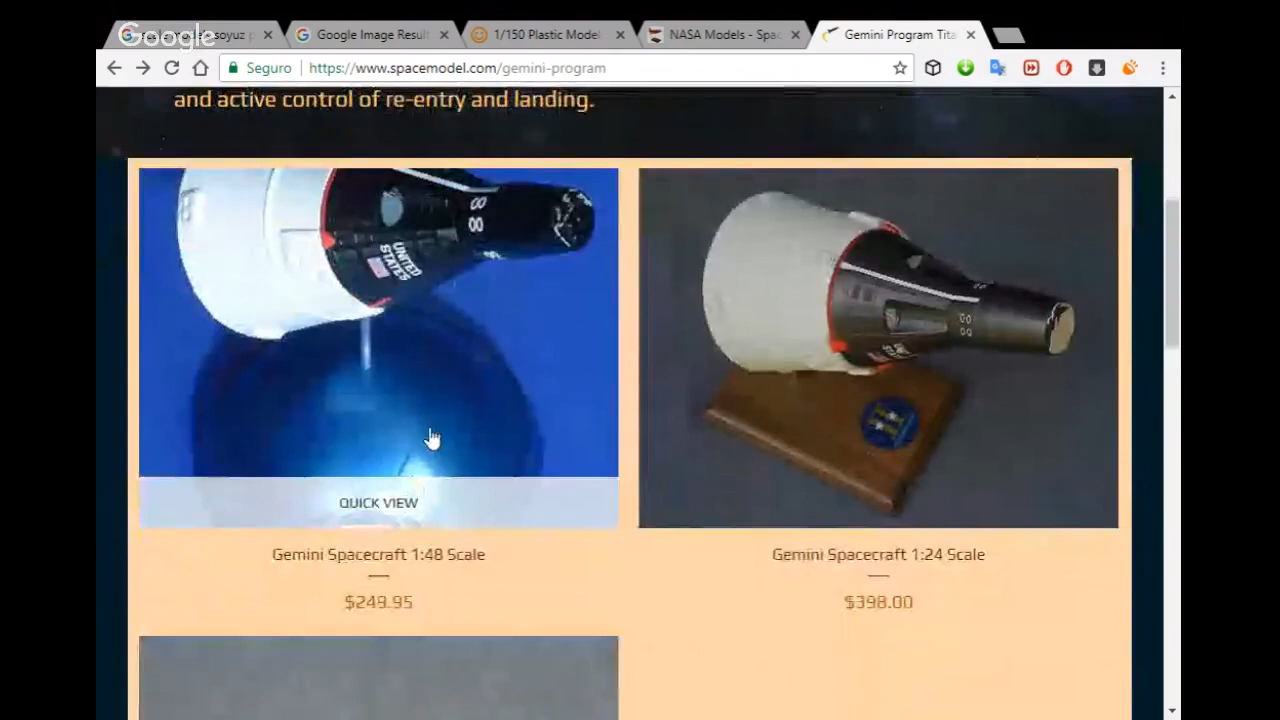 Google
soyuz
Google Image Result
1/150 Plastic Model
NASA Models - Spac
Gemini Program Tita
Seguro
https://www.spacemodel.com/gemini-program
and active control of re-entry and landing.
UNITED
STATES
QUICK VIEW
Gemini Spacecraft 1:48 Scale
$249.95
Gemini Spacecraft 1:24 Scale
$398.00